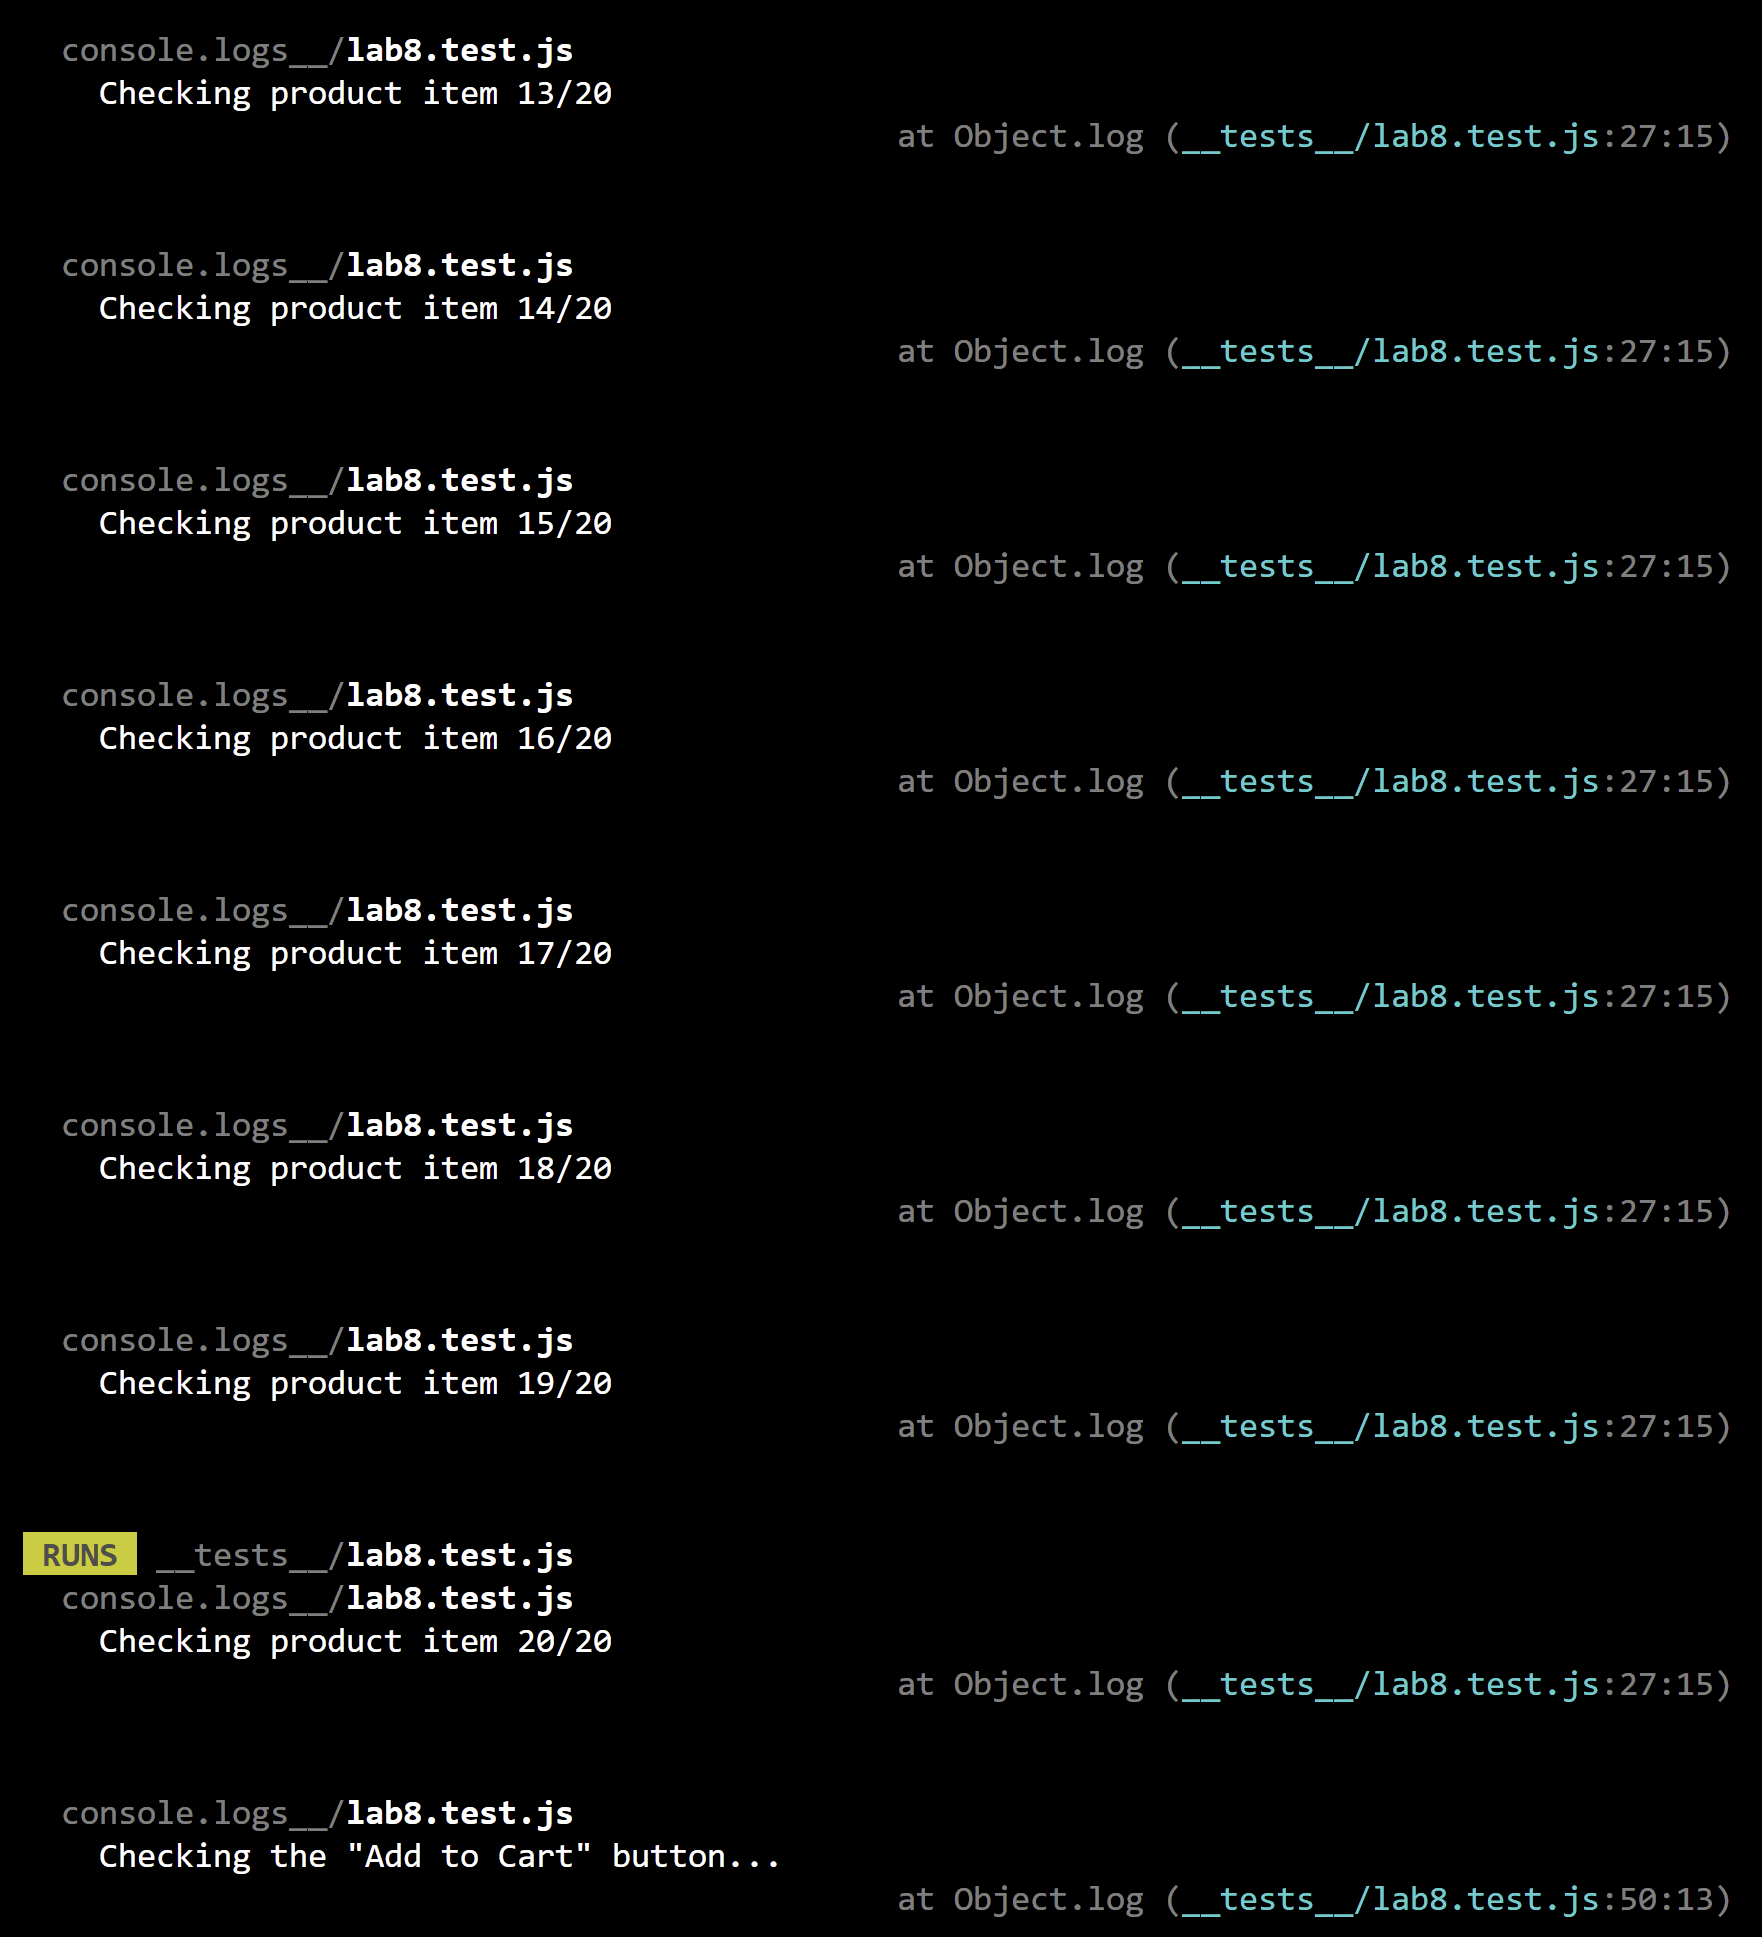 console.logs__/lab8.test.js
Checking product item 13/20
at Object.log (__tests__/lab8.test.js:27:15)
console.logs__/lab8.test.js
Checking product item 14/20
at Object.log (__tests__/lab8.test.js:27:15)
console.logs__/lab8.test.js
Checking product item 15/20
at Object.log (__tests__/lab8.test.js:27:15)
console.logs__/lab8.test.js
Checking product item 16/20
at Object.log (__tests__/lab8.test.js:27:15)
console.logs__/lab8.test.js
Checking product item 17/20
at Object.log (__tests__/lab8.test.js:27:15)
console.logs__/lab8.test.js
Checking product item 18/20
at Object.log (__tests__/lab8.test.js:27:15)
console.logs__/lab8.test.js
Checking product item 19/20
at Object.log (__tests__/lab8.test.js:27:15)
RUNS __tests__/lab8.test.js
console.logs__/lab8.test.js
Checking product item 20/20
at Object.log (__tests__/lab8.test.js:27:15)
console.logs__/lab8.test.js
Checking the "Add to Cart" button...
at Object.log (__tests__/lab8.test.js:50:13)